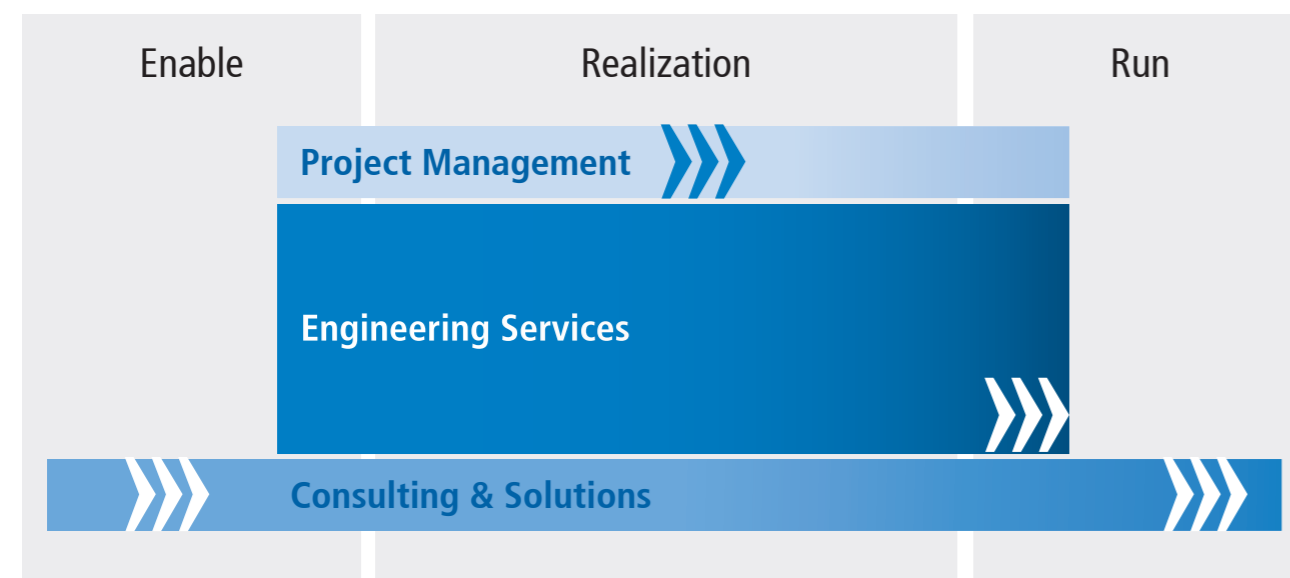 Enable
Realization
Run
Project Management
Engineering Services
Consulting & Solutions